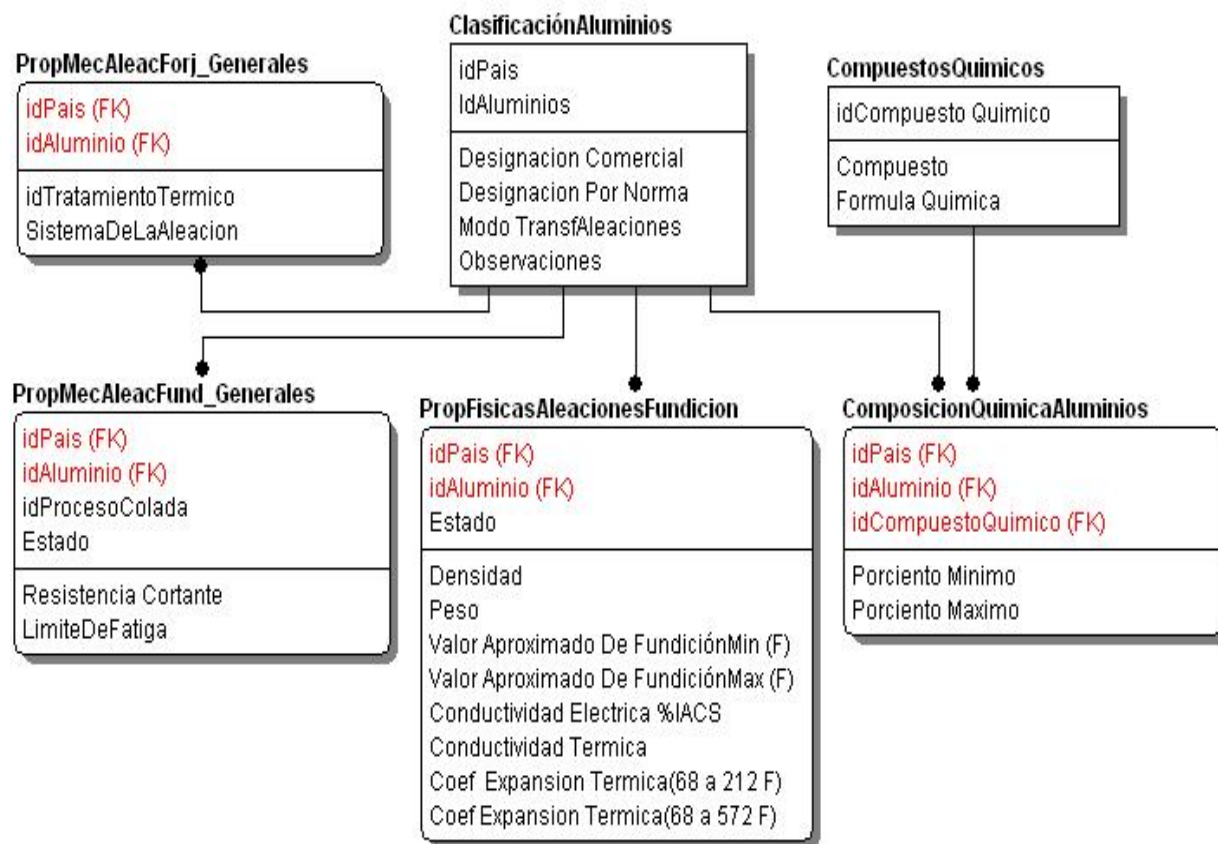 ClasificaciónAluminios
idPais
IdAluminios
Designacion Comercial
Designacion Por Norma
Modo TransfAleaciones
Observaciones
PropMecAleacForj_Generales
idPais (FK)
idAluminio (FK)
idTratamientoTermico
SistemaDeLaAleacion
CompuestosQuimicos
idCompuesto Quimico
Compuesto
Formula Quimica
PropMecAleacFund_Generales
idPais (FK)
idAluminio (FK)
idProcesoColada
Estado
Resistencia Cortante
LimiteDeFatiga
PropFisicasAleacionesFundicion
idPais (FK)
idAluminio (FK)
Estado
Densidad
Peso
Valor Aproximado De FundiciónMin (F)
Valor Aproximado De FundiciónMax (F)
Conductividad Electrica %IACS
Conductividad Termica
Coef Expansion Termica(68 a 212 F)
Coef Expansion Termica(68 a 572 F)
ComposicionQuimicaAluminios
idPais (FK)
idAluminio (FK)
idCompuestoQuimico (FK)
Porciento Minimo
Porciento Maximo